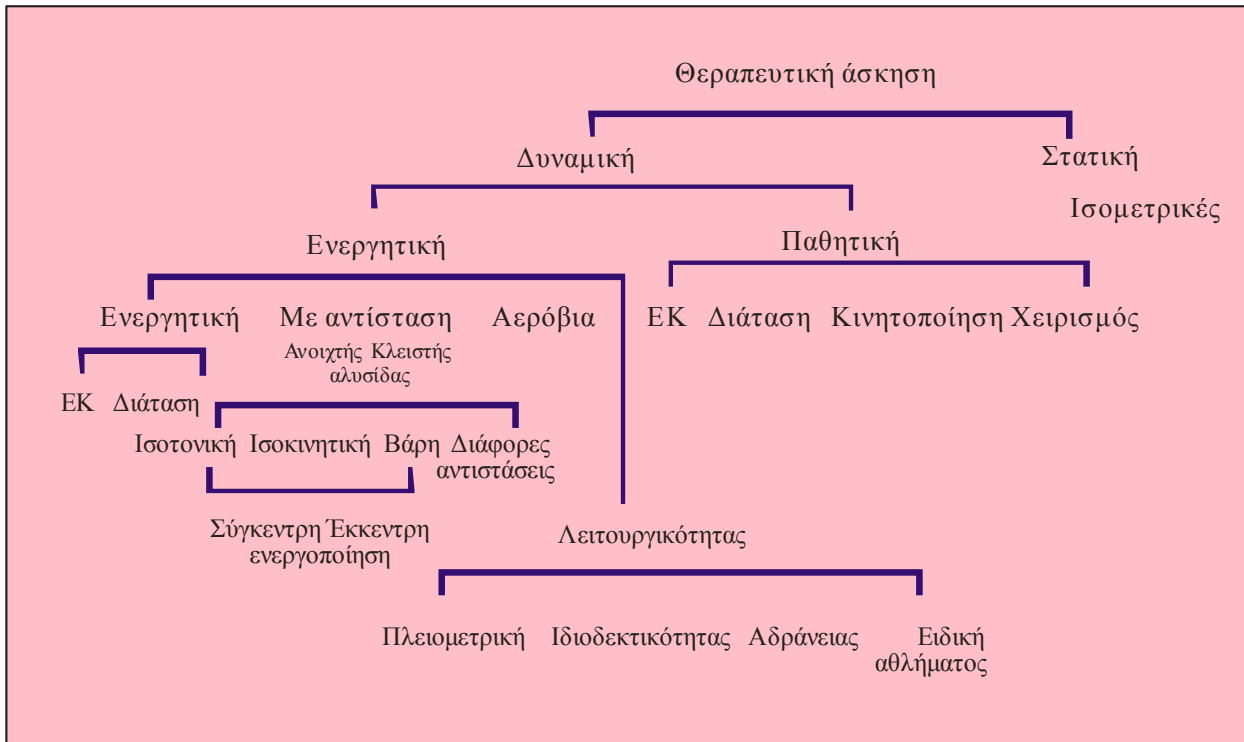 Θεραπευτική άσκηση
Δυναμική Στατική
Ισομετρικές
Ενεργητική Παθητική
Ενεργητική Με αντίσταση Αερόβια ΕΚ Διάταση Κινητοποίηση Χειρισμός
Ανοιχτής Κλειστής
αλυσίδας
ΕΚ Διάταση
Ισοτονική Ισοκινητική Βάρη Διάφορες
αντιστάσεις
Σύγκεντρη Έκκεντρη
ενεργοποίηση
Λειτουργικότητας
Πλειομετρική Ιδιοδεκτικότητας Αδράνειας Ειδική
αθλήματος